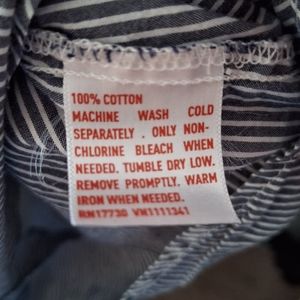 100% COTTON
MACHINE WASH COLD
SEPARATELY . ONLY NON-
CHLORINE BLEACH WHEN
NEEDED. TUMBLE DRY LOW.
REMOVE PROMPTLY. WARM
IRON WHEN NEEDED.
RN17730 VN1111341